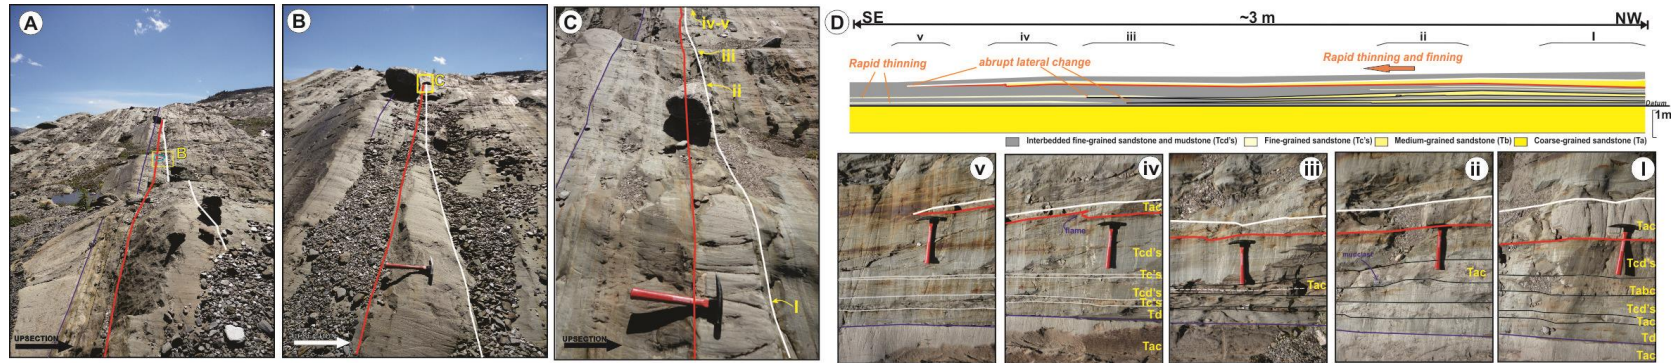 A
B
UPSECTION
B
C
C
iv-v
iii
ii
I
UPSECTION
D
SE
~3 m
NW
v
iv
iii
ii
I
Rapid thinning
abrupt lateral change
Rapid thinning and finning
Datum
1m
Interbedded fine-grained sandstone and mudstone (Tcd's)
Fine-grained sandstone (Tc's)
Medium-grained sandstone (Tb)
Coarse-grained sandstone (Ta)
v
iv
Tac
flame
Tcd's
Tc's
Tcd's
Tc's
Td
Tac
iii
Tac
ii
mudclast
Tac
I
Tac
Tcd's
Tabc
Tcd's
Tac
Td
Tac